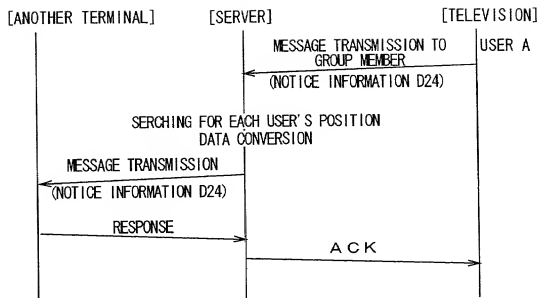 [ANOTHER TERMINAL] [SERVER] [TELEVISION]
MESSAGE TRANSMISSION TO USER A
GROUP MEMBER
(NOTICE INFORMATION D24)
SERCHING FOR EACH USER'S POSITION
DATA CONVERSION
MESSAGE TRANSMISSION
(NOTICE INFORMATION D24)
RESPONSE
ACK